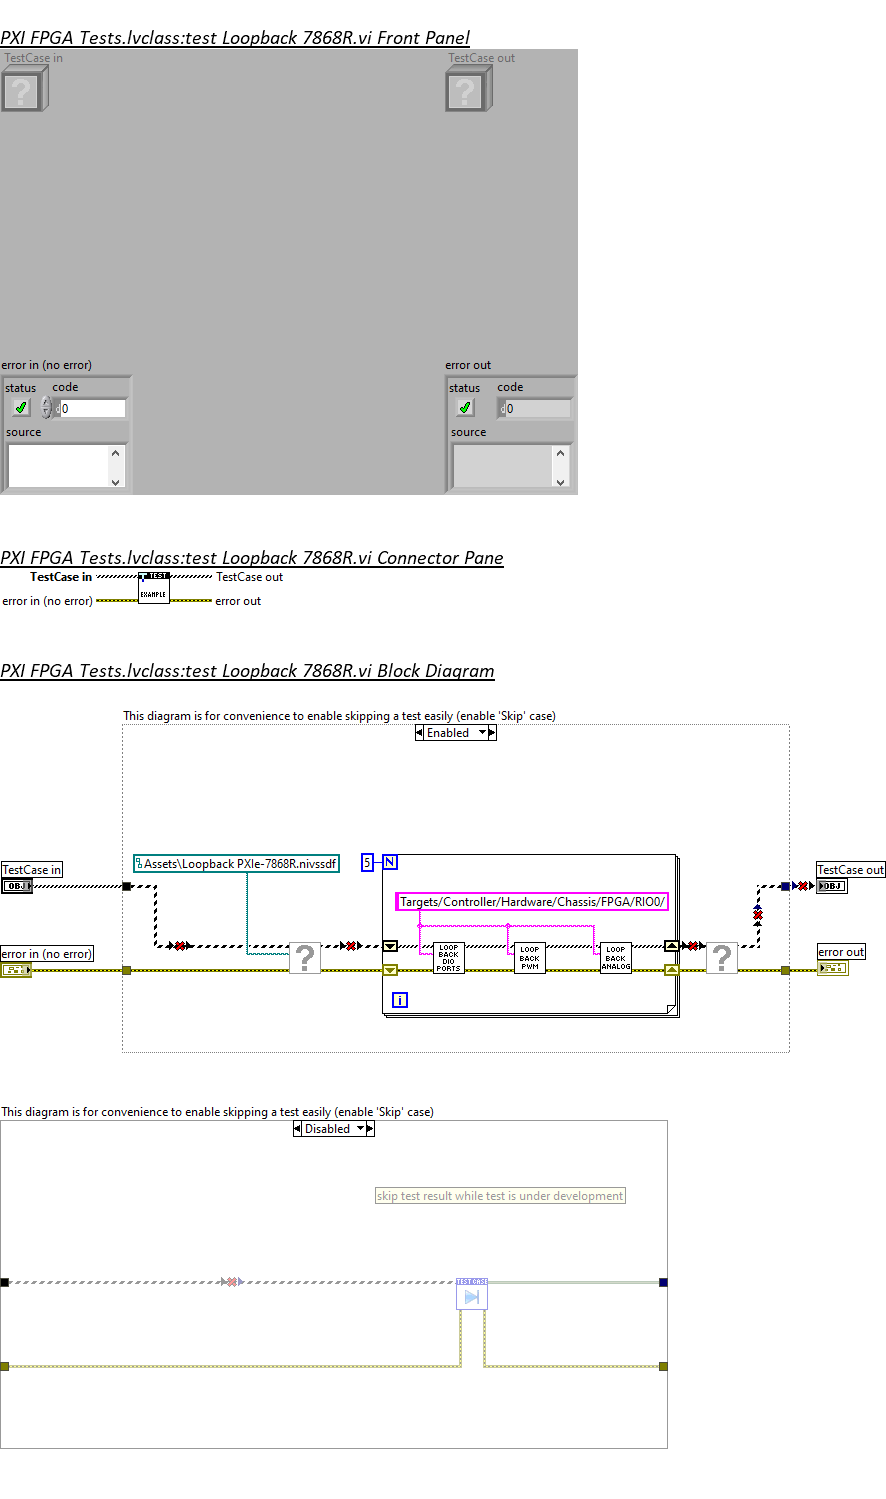 PXI FPGA Tests.lvclass:test Loopback 7868R.vi Front Panel
TestCase in
TestCase out
?
?
error in (no error)
error out
status
code
status
code
d
0
d
0
source
source
PXI FPGA Tests.lvclass:test Loopback 7868R.vi Connector Pane
TestCase in
TEST
TestCase out
error in (no error)
EXAMPLE
error out
PXI FPGA Tests.lvclass:test Loopback 7868R.vi Block Diagram
This diagram is for convenience to enable skipping a test easily (enable 'Skip' case)
Enabled
Assets\Loopback PXIe-7868R.nivssdf
5
N
TestCase in
TestCase out
OBJ
OBJ
Targets/Controller/Hardware/Chassis/FPGA/RIO0/
error in (no error)
error out
?
LOOP
BACK
DIO
PORTS
LOOP
BACK
PWM
LOOP
BACK
ANALOG
?
i
This diagram is for convenience to enable skipping a test easily (enable 'Skip' case)
Disabled
skip test result while test is under development
TEST CASE